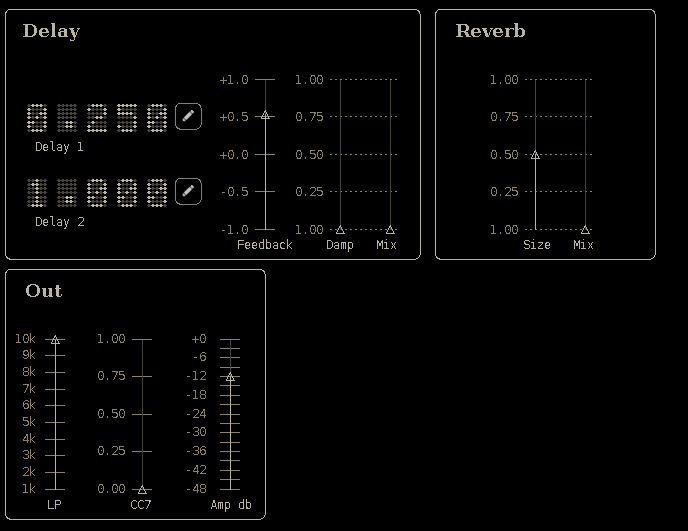 Delay
0.250
Delay 1
1.000
Delay 2
+1.0
+0.5
+0.0
-0.5
-1.0
Feedback
1.00
0.75
0.50
0.25
1.00
Damp
Mix
Reverb
1.00
0.75
0.50
0.25
1.00
Size
Mix
Out
10k
9k
8k
7k
6k
5k
4k
3k
2k
1k
LP
1.00
0.75
0.50
0.25
0.00
CC7
+0
-6
-12
-18
-24
-30
-36
-42
-48
Amp db